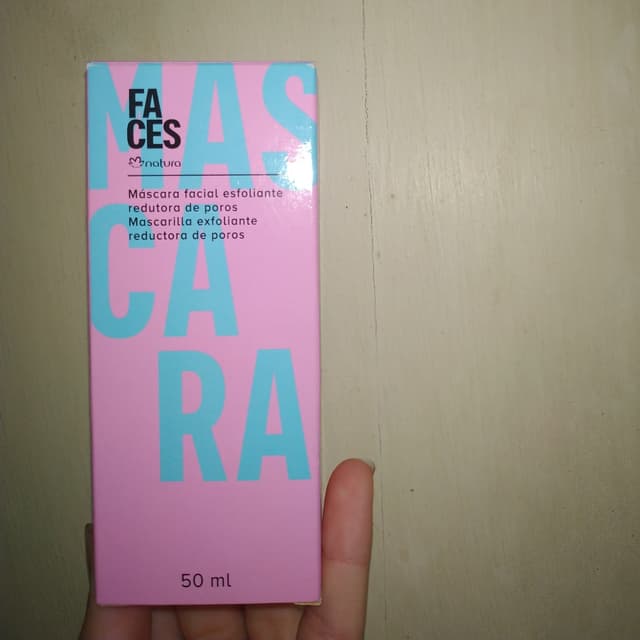 MAS
CA
RA
FA
CES
natura
Máscara facial esfoliante
redutora de poros
Mascarilla exfoliante
reductora de poros
50 ml